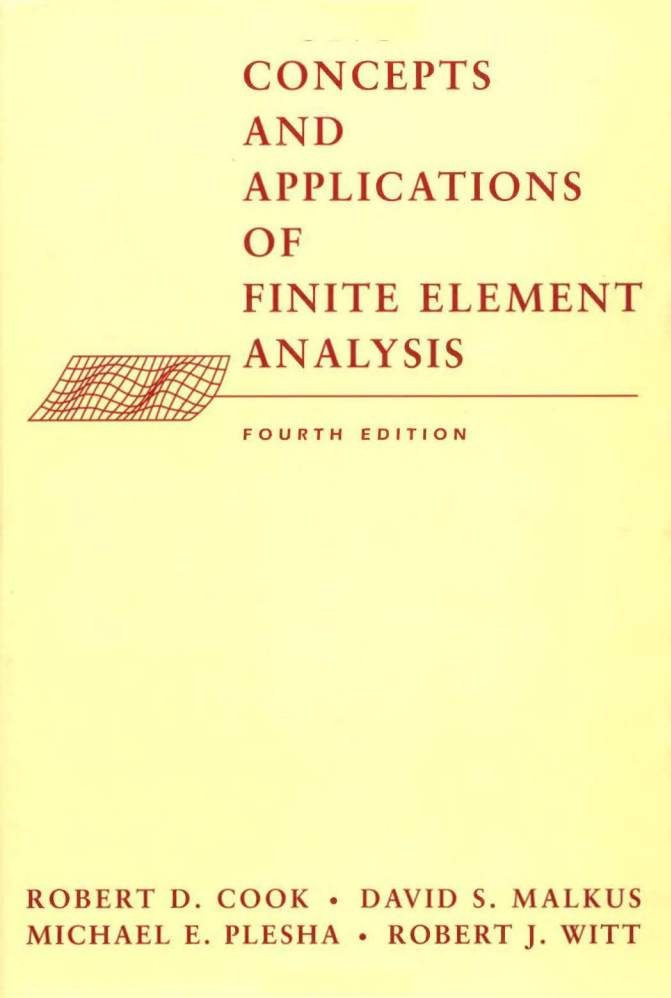 CONCEPTS
AND
APPLICATIONS
OF
FINITE ELEMENT
ANALYSIS
FOURTH EDITION
ROBERT D. COOK • DAVID S. MALKUS
MICHAEL E. PLESHA • ROBERT J. WITT